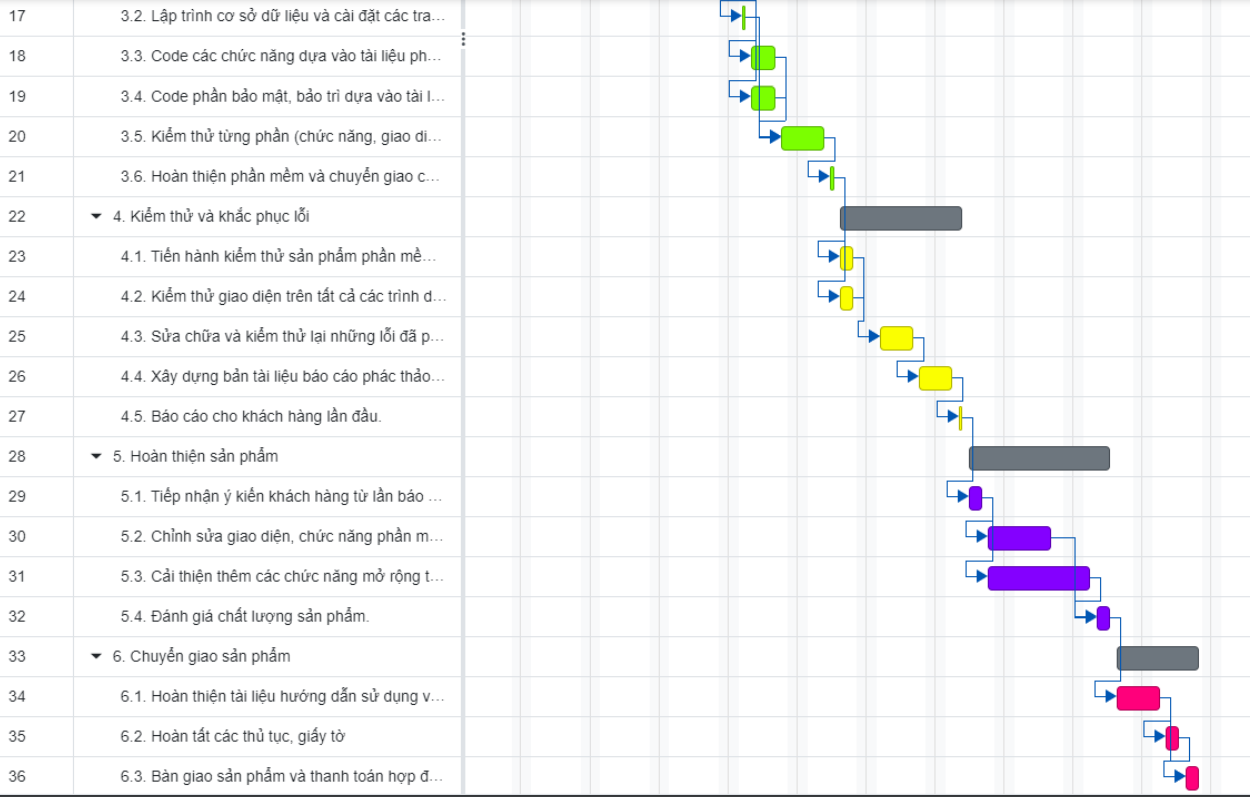 17 3.2. Lập trình cơ sở dữ liệu và cài đặt các tra...
18 3.3. Code các chức năng dựa vào tài liệu ph...
19 3.4. Code phần bảo mật, bảo trì dựa vào tài l...
20 3.5. Kiểm thử từng phần (chức năng, giao di...
21 3.6. Hoàn thiện phần mềm và chuyển giao c...
22 4. Kiểm thử và khắc phục lỗi
23 4.1. Tiến hành kiểm thử sản phẩm phần mề...
24 4.2. Kiểm thử giao diện trên tất cả các trình d...
25 4.3. Sửa chữa và kiểm thử lại những lỗi đã p...
26 4.4. Xây dựng bản tài liệu báo cáo phác thảo...
27 4.5. Báo cáo cho khách hàng lần đầu.
28 5. Hoàn thiện sản phẩm
29 5.1. Tiếp nhận ý kiến khách hàng từ lần báo ...
30 5.2. Chỉnh sửa giao diện, chức năng phần m...
31 5.3. Cải thiện thêm các chức năng mở rộng t...
32 5.4. Đánh giá chất lượng sản phẩm.
33 6. Chuyển giao sản phẩm
34 6.1. Hoàn thiện tài liệu hướng dẫn sử dụng v...
35 6.2. Hoàn tất các thủ tục, giấy tờ
36 6.3. Bàn giao sản phẩm và thanh toán hợp đ...